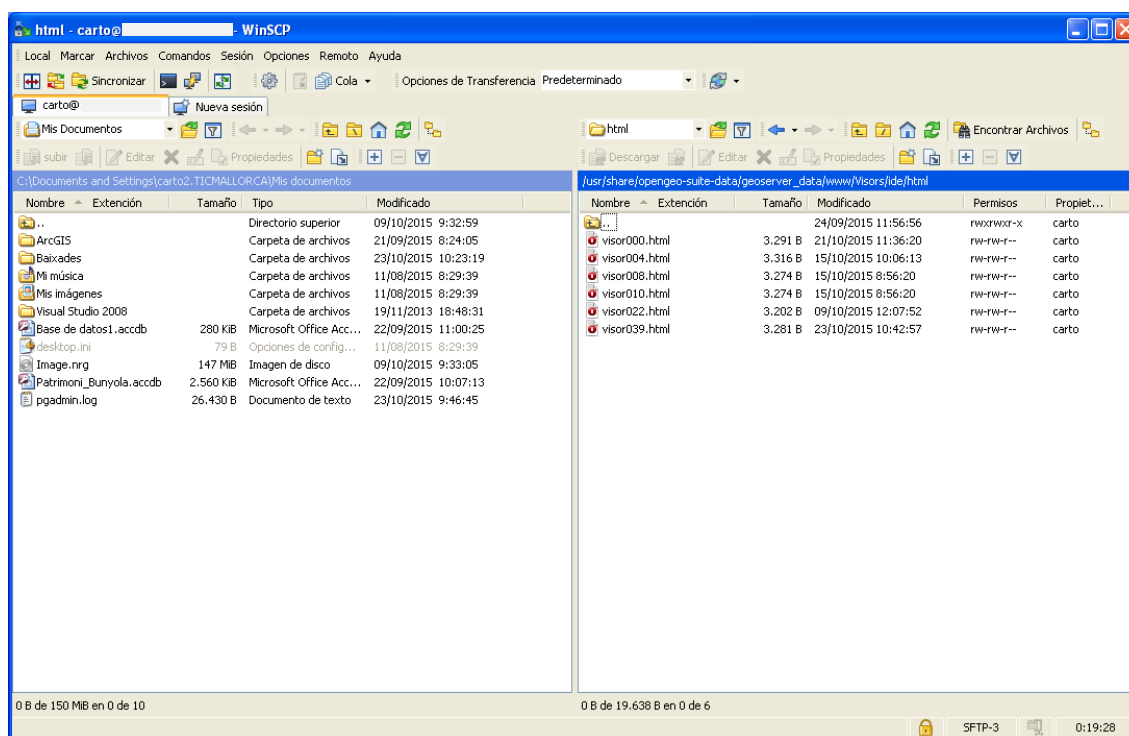 html - carto@ - WinSCP
Local Marcar Archivos Comandos Sesión Opciones Remoto Ayuda
Sincronizar Cola Opciones de Transferencia Predeterminado
carto@ Nueva sesión
Mis Documentos
subir Editar Propiedades
C:\Documents and Settings\carto2.TICMALLORCA\Mis documentos
Nombre Extención Tamaño Tipo Modificado
.. Directorio superior 09/10/2015 9:32:59
ArcGIS Carpeta de archivos 21/09/2015 8:24:05
Baixades Carpeta de archivos 23/10/2015 10:23:19
Mi música Carpeta de archivos 11/08/2015 8:29:39
Mis imágenes Carpeta de archivos 11/08/2015 8:29:39
Visual Studio 2008 Carpeta de archivos 19/11/2013 18:48:31
Base de datos1.accdb 280 KiB Microsoft Office Acc... 22/09/2015 11:00:25
desktop.ini 79 B Opciones de config... 11/08/2015 8:29:39
Image.nrg 147 MiB Imagen de disco 09/10/2015 9:33:05
Patrimoni_Bunyola.accdb 2.560 KiB Microsoft Office Acc... 22/09/2015 10:07:13
pgadmin.log 26.430 B Documento de texto 23/10/2015 9:46:45
0 B de 150 MiB en 0 de 10
html Encontrar Archivos
Descargar Editar Propiedades
/usr/share/opengeo-suite-data/geoserver_data/www/Visors/ide/html
Nombre Extención Tamaño Modificado Permisos Propiet...
.. 24/09/2015 11:56:56 rwxrwxr-x carto
visor000.html 3.291 B 21/10/2015 11:36:20 rw-rw-r-- carto
visor004.html 3.316 B 15/10/2015 10:06:13 rw-rw-r-- carto
visor008.html 3.274 B 15/10/2015 8:56:20 rw-rw-r-- carto
visor010.html 3.274 B 15/10/2015 8:56:20 rw-rw-r-- carto
visor022.html 3.202 B 09/10/2015 12:07:52 rw-rw-r-- carto
visor039.html 3.281 B 23/10/2015 10:42:57 rw-rw-r-- carto
0 B de 19.638 B en 0 de 6
SFTP-3 0:19:28